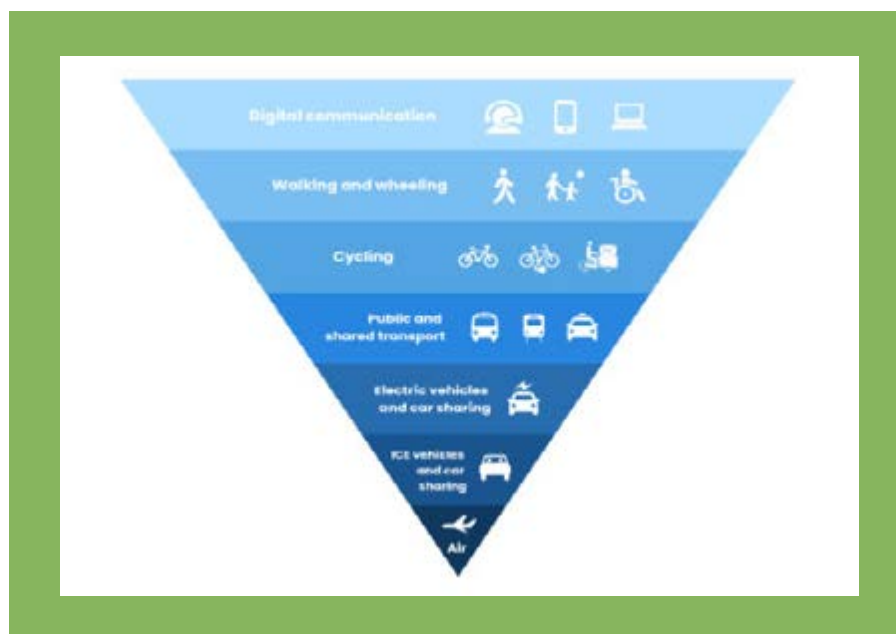 Digital communication
Walking and wheeling
Cycling
Public and
shared transport
Electric vehicles
and car sharing
ICE vehicles
and car
sharing
Air